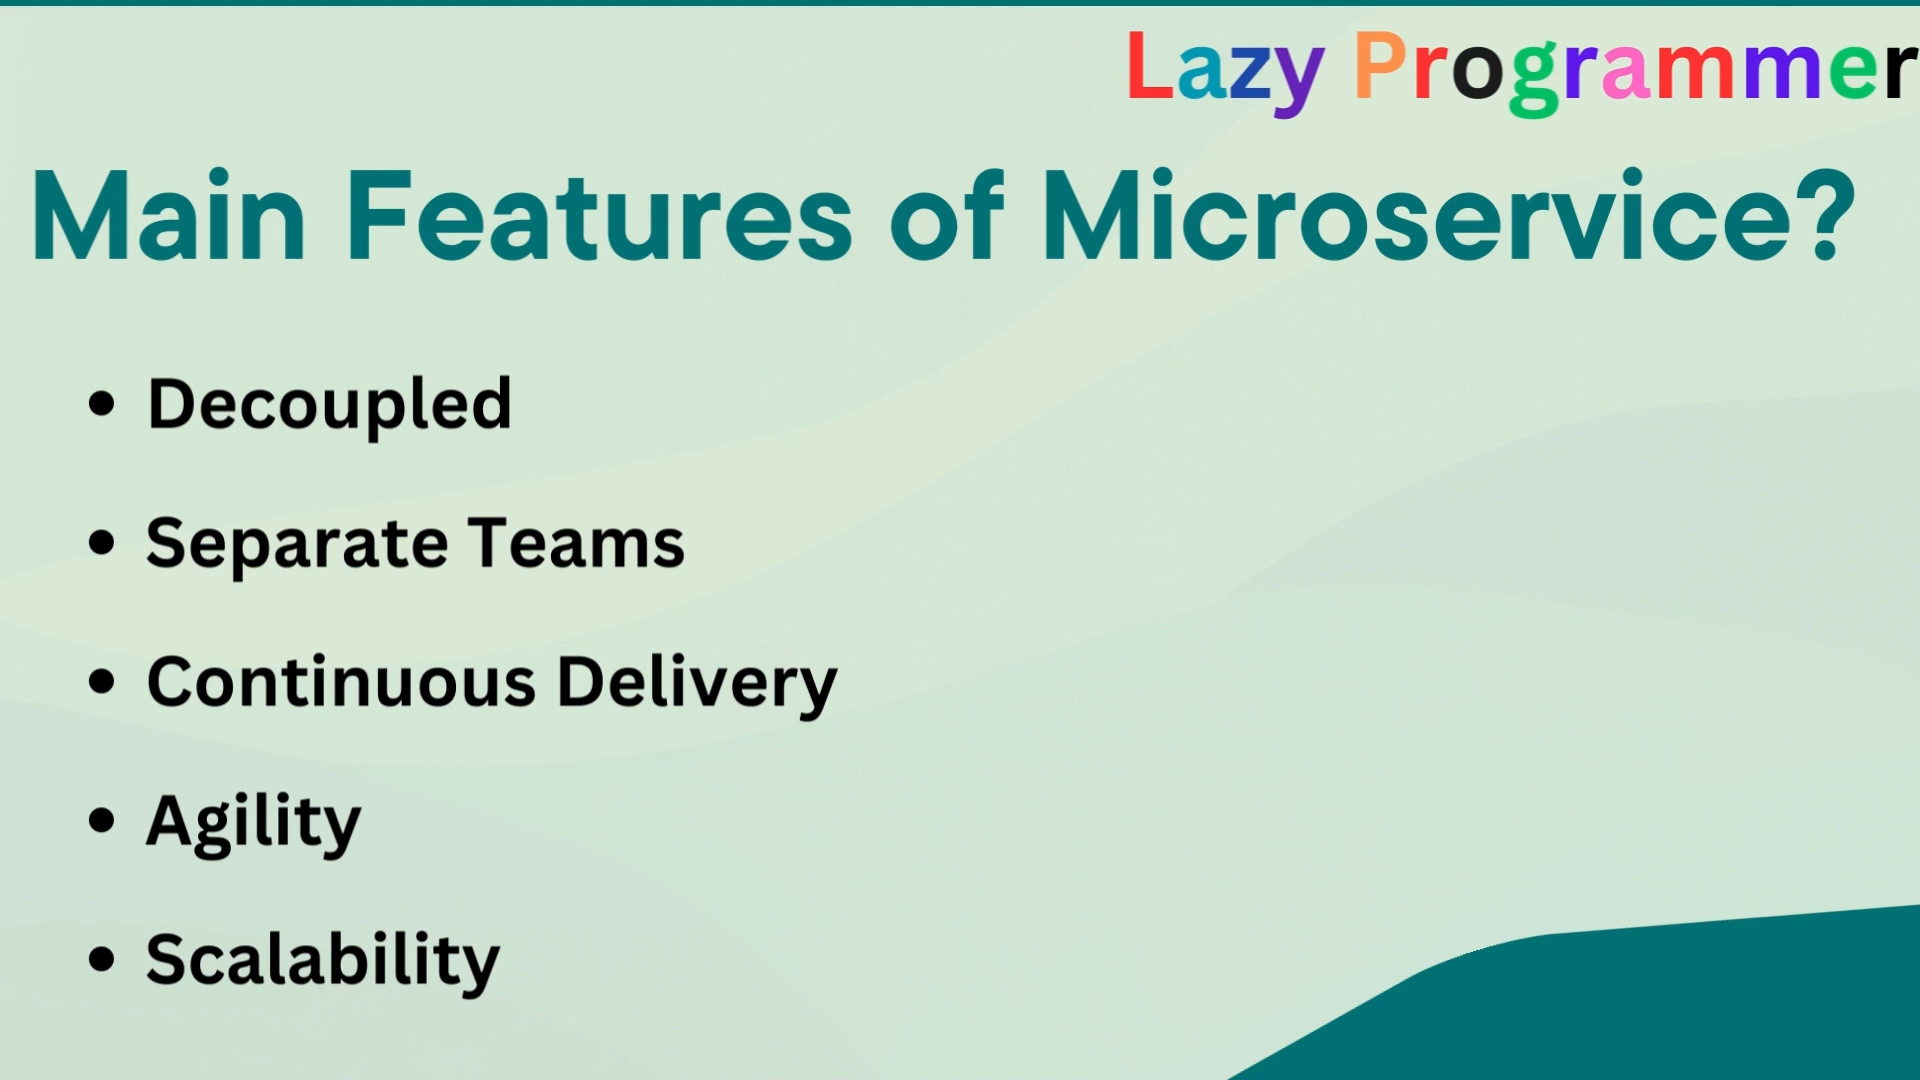 Lazy Programmer
Main Features of Microservice?
• Decoupled
• Separate Teams
• Continuous Delivery
• Agility
• Scalability